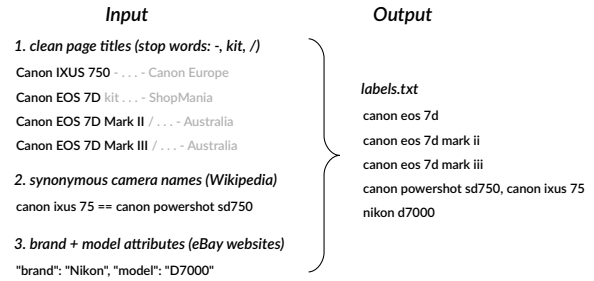 Input
1. clean page titles (stop words: -, kit, /)
Canon IXUS 750 - . . . - Canon Europe
Canon EOS 7D kit . . . - ShopMania
Canon EOS 7D Mark II / . . . - Australia
Canon EOS 7D Mark III / . . . - Australia
2. synonymous camera names (Wikipedia)
canon ixus 75 == canon powershot sd750
3. brand + model attributes (eBay websites)
"brand": "Nikon", "model": "D7000"
Output
labels.txt
canon eos 7d
canon eos 7d mark ii
canon eos 7d mark iii
canon powershot sd750, canon ixus 75
nikon d7000